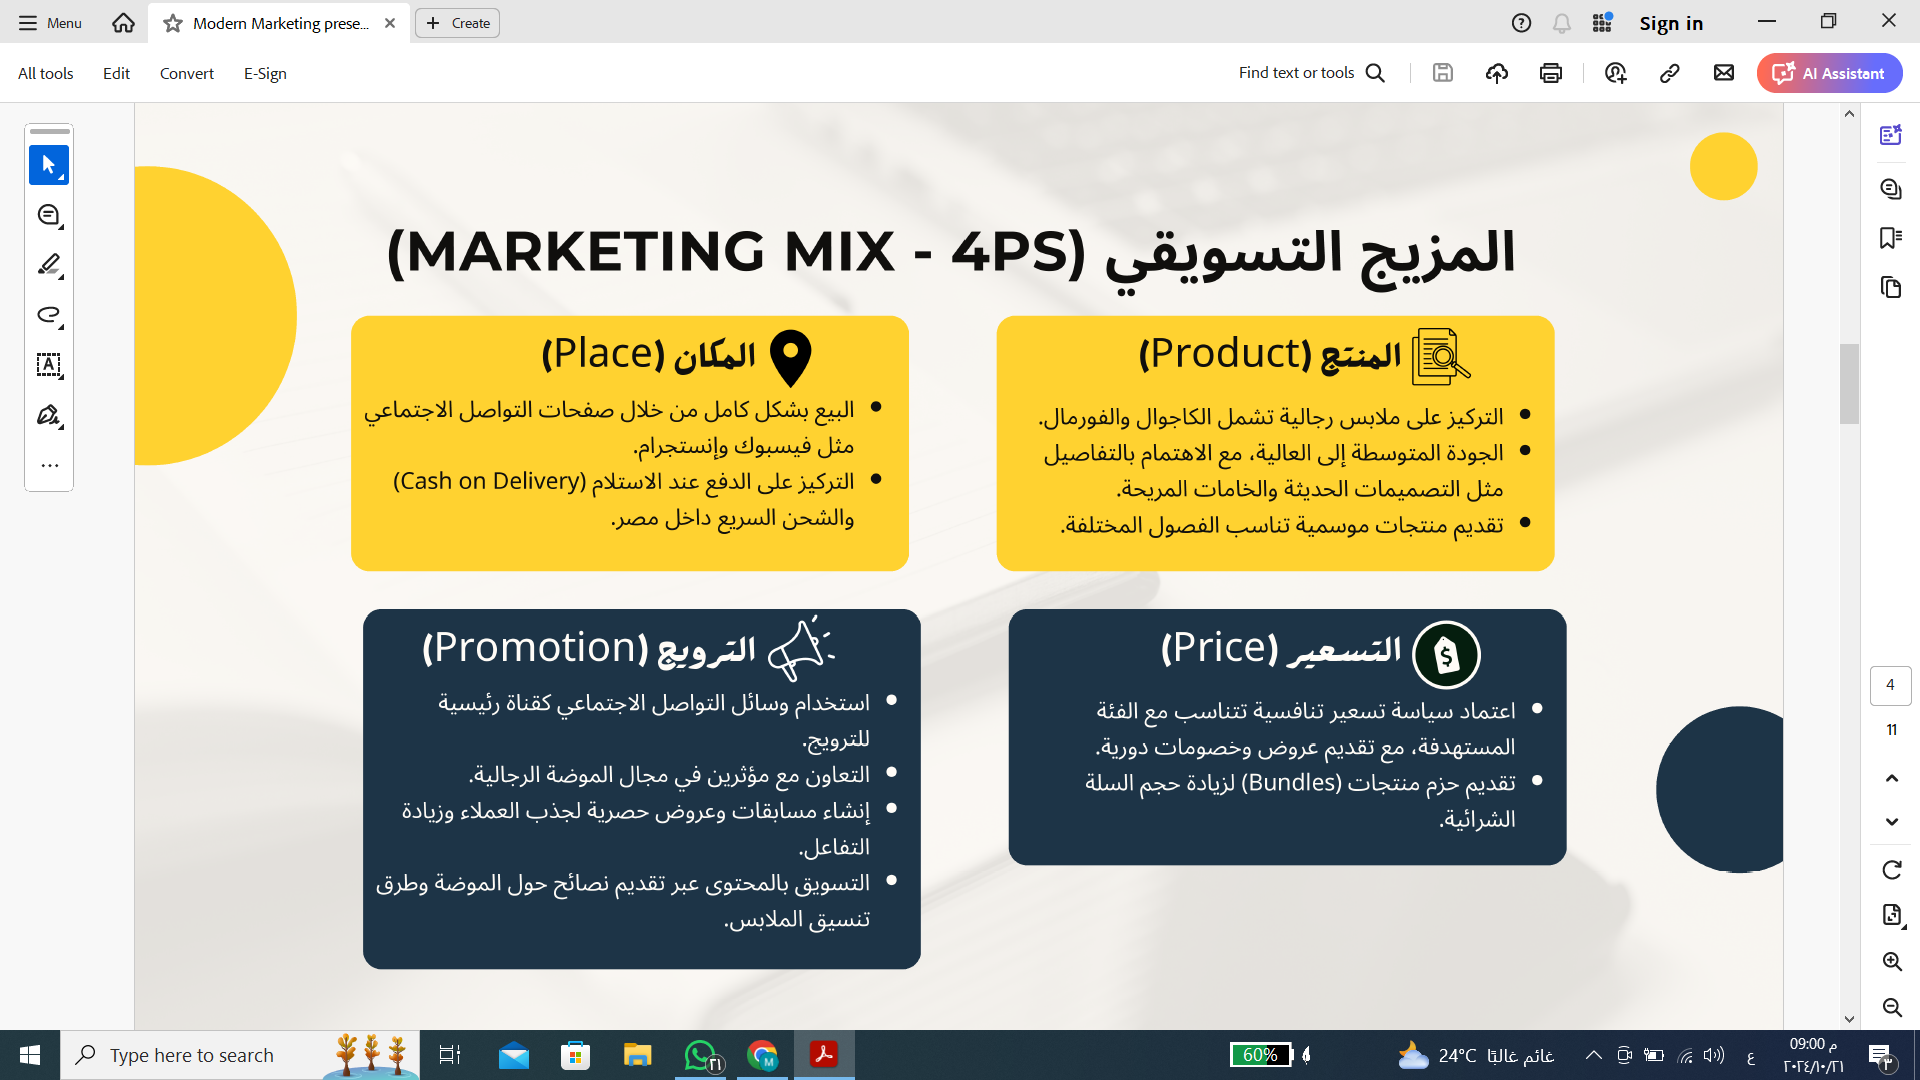 Menu
Modern Marketing prese...
Create
Sign in
All tools
Edit
Convert
E-Sign
Find text or tools
AI Assistant
المزيج التسويقي (MARKETING MIX - 4PS)
المنتج (Product)
التركيز على ملابس رجالية تشمل الكاجوال والفورمال.
الجودة المتوسطة إلى العالية، مع الاهتمام بالتفاصيل
مثل التصميمات الحديثة والخامات المريحة.
تقديم منتجات موسمية تناسب الفصول المختلفة.
المكان (Place)
البيع بشكل كامل من خلال صفحات التواصل الاجتماعي
مثل فيسبوك وإنستجرام.
التركيز على الدفع عند الاستلام (Cash on Delivery)
والشحن السريع داخل مصر.
التسعير (Price)
اعتماد سياسة تسعير تنافسية تتناسب مع الفئة
المستهدفة، مع تقديم عروض وخصومات دورية.
تقديم حزم منتجات (Bundles) لزيادة حجم السلة
الشرائية.
الترويج (Promotion)
استخدام وسائل التواصل الاجتماعي كقناة رئيسية
للترويج.
التعاون مع مؤثرين في مجال الموضة الرجالية.
إنشاء مسابقات وعروض حصرية لجذب العملاء وزيادة
التفاعل.
التسويق بالمحتوى عبر تقديم نصائح حول الموضة وطرق
تنسيق الملابس.
4
11
Type here to search
٢١
M
60%
24°C غائم غالبًا
ع
09:00 م
٢٠٢٤/١٠/٢١
٣